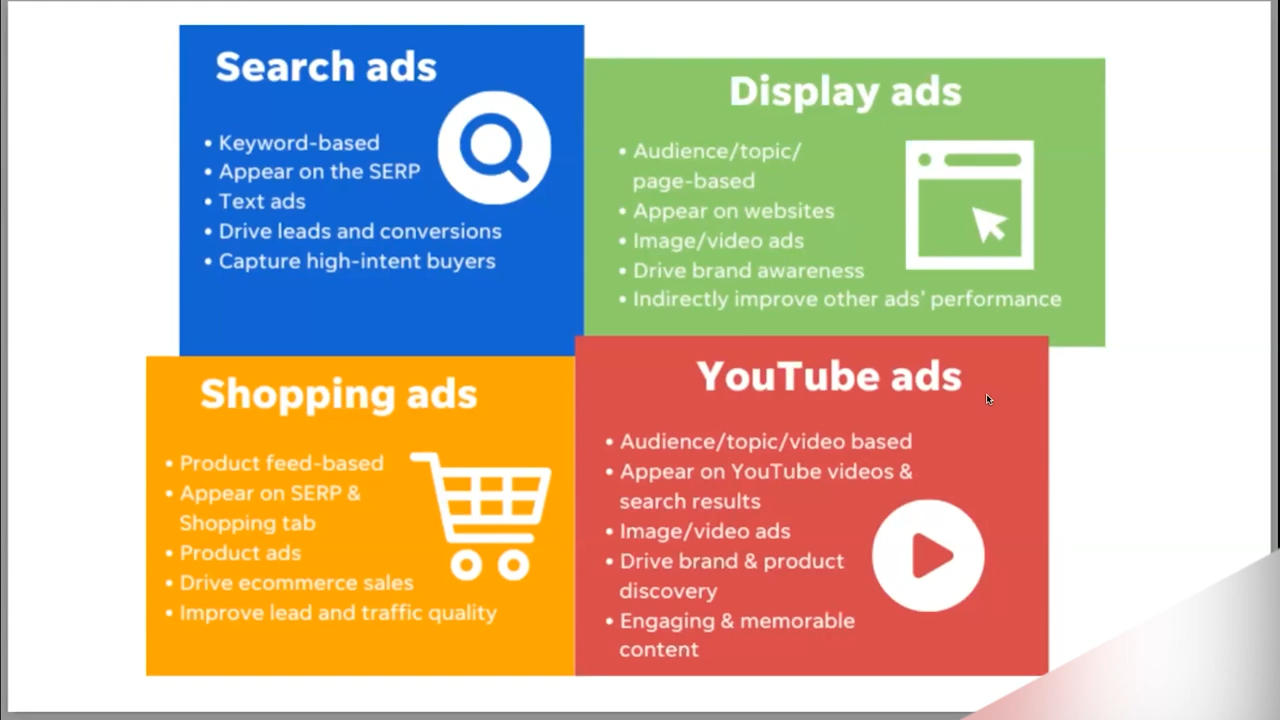 Search ads
• Keyword-based
• Appear on the SERP
• Text ads
• Drive leads and conversions
• Capture high-intent buyers
Display ads
• Audience/topic/
page-based
• Appear on websites
• Image/video ads
• Drive brand awareness
• Indirectly improve other ads' performance
Shopping ads
• Product feed-based
• Appear on SERP &
Shopping tab
• Product ads
• Drive ecommerce sales
• Improve lead and traffic quality
YouTube ads
• Audience/topic/video based
• Appear on YouTube videos &
search results
• Image/video ads
• Drive brand & product
discovery
• Engaging & memorable
content